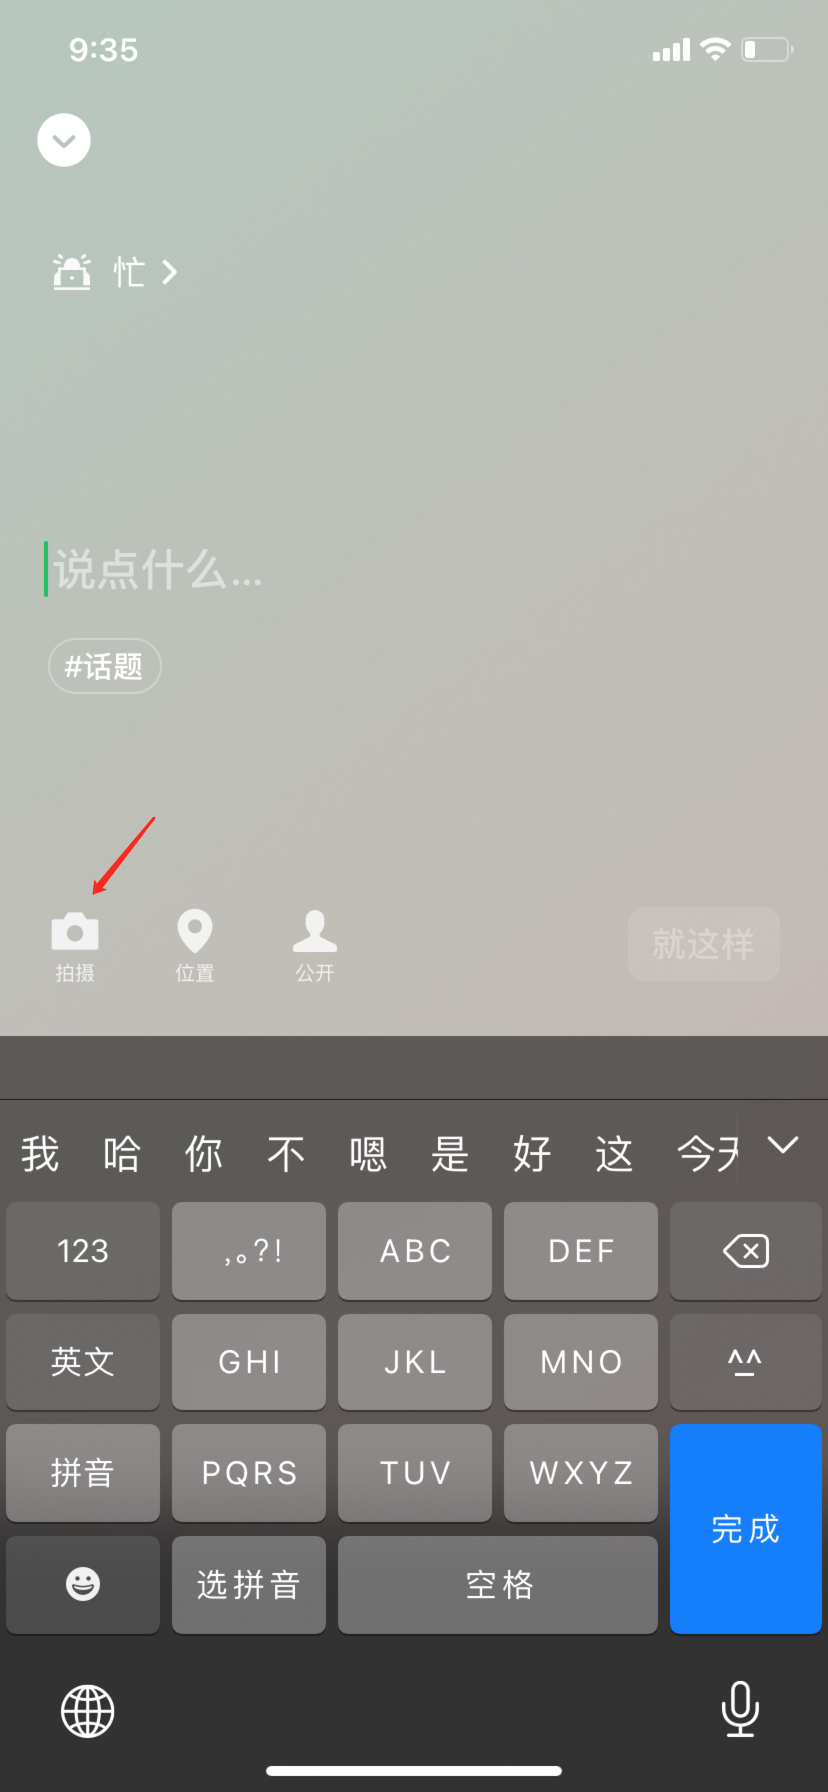 9:35
忙
说点什么...
#话题
拍摄 位置 公开 就这样
我 哈 你 不 嗯 是 好 这 今天
123 ,。?! ABC DEF
英文 GHI JKL MNO ^^
拼音 PQRS TUV WXYZ
完成
选拼音 空格